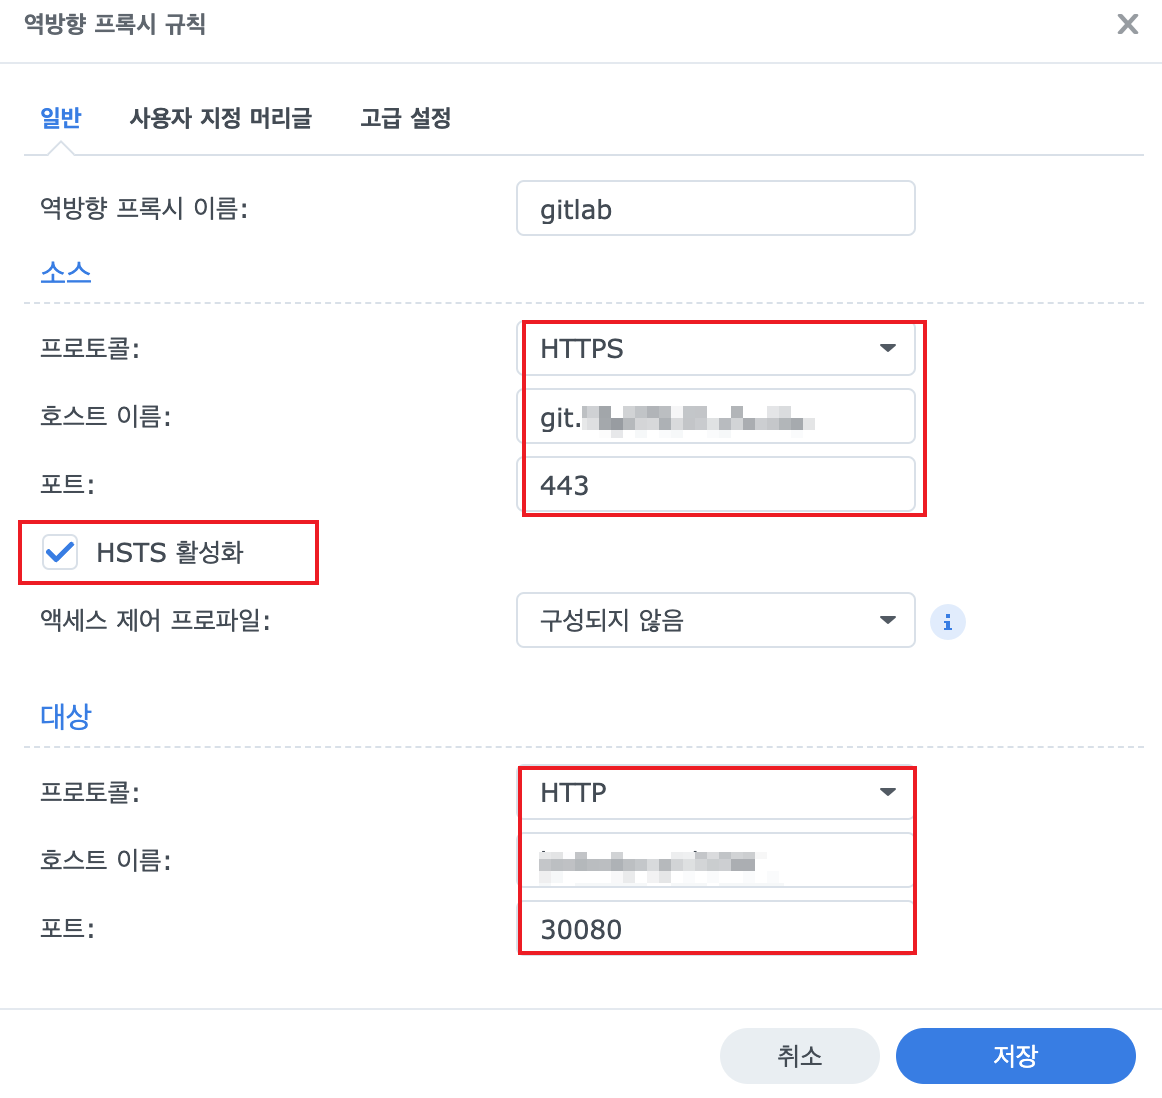 역방향 프록시 규칙
일반 사용자 지정 머리글 고급 설정
역방향 프록시 이름: gitlab
소스
프로토콜: HTTPS
호스트 이름: git.
포트: 443
HSTS 활성화
액세스 제어 프로파일: 구성되지 않음
대상
프로토콜: HTTP
호스트 이름:
포트: 30080
취소 저장